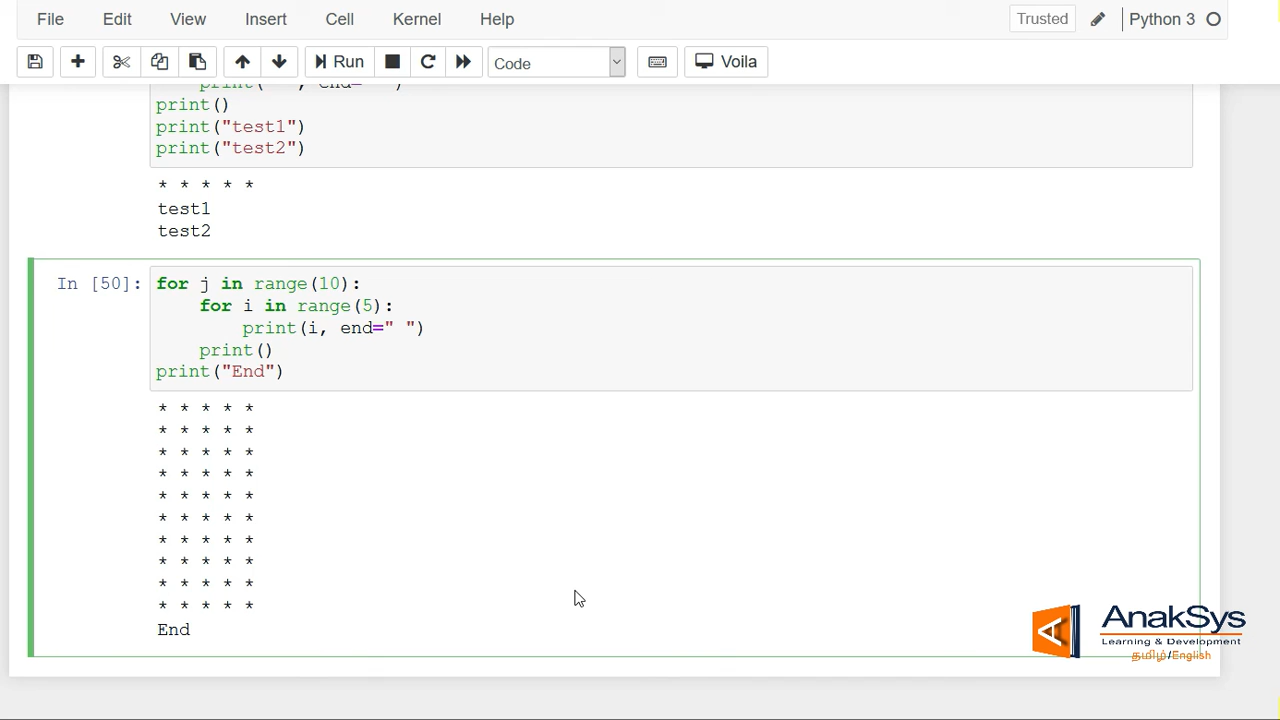 File Edit View Insert Cell Kernel Help Trusted Python 3
Run Code Voila
print(" ", end=" ")
print()
print("test1")
print("test2")
* * * * *
test1
test2
In [50]: for j in range(10):
for i in range(5):
print(i, end=" ")
print()
print("End")
* * * * *
* * * * *
* * * * *
* * * * *
* * * * *
* * * * *
* * * * *
* * * * *
* * * * *
* * * * *
End
AnakSys
Learning & Development
தமிழ்/English